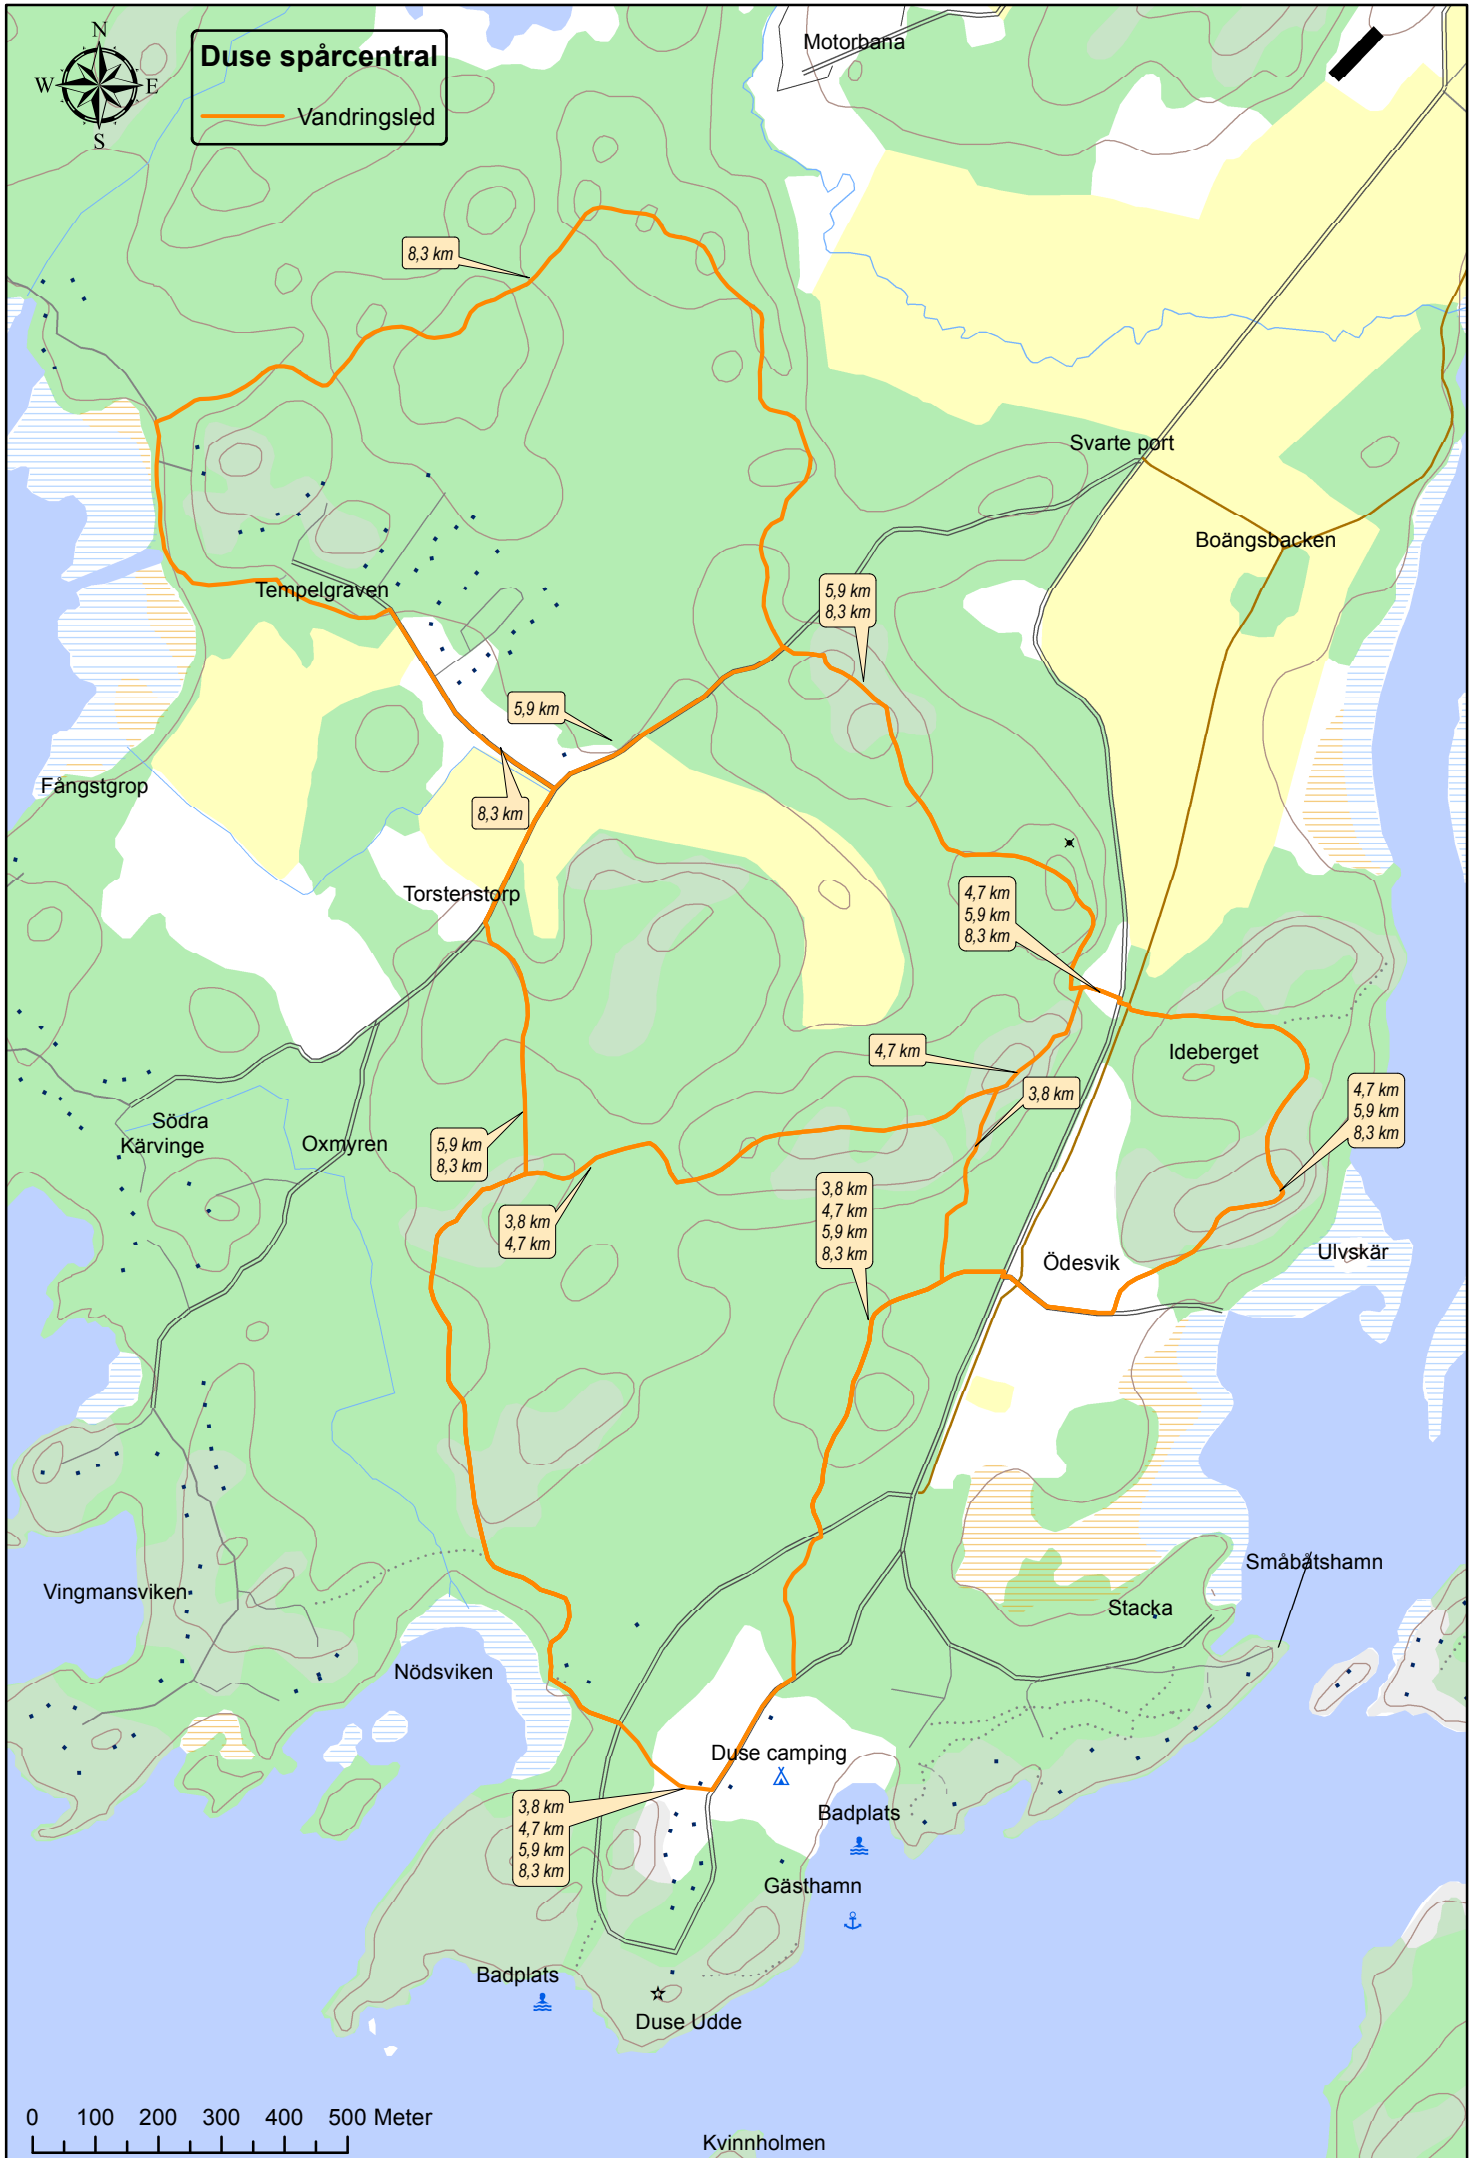 N
W
E
S
Duse spårcentral
Vandringsled
Motorbana
8,3 km
Svarte port
Boängsbacken
Tempelgraven
5,9 km
8,3 km
5,9 km
Fångstgrop
8,3 km
Torstenstorp
4,7 km
5,9 km
8,3 km
4,7 km
Ideberget
3,8 km
4,7 km
5,9 km
8,3 km
Södra
Kärvinge
Oxmyren
5,9 km
8,3 km
3,8 km
4,7 km
3,8 km
4,7 km
5,9 km
8,3 km
Ödesvik
Ulvskär
Småbåtshamn
Vingmansviken
Stacka
Nödsviken
Duse camping
3,8 km
4,7 km
5,9 km
8,3 km
Badplats
Gästhamn
Badplats
Duse Udde
0 100 200 300 400 500 Meter
Kvinnholmen